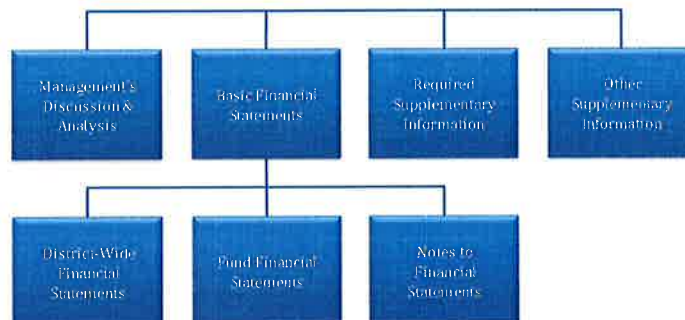 Management's
Discussion &
Analysis
Basic Financial
Statements
Required
Supplementary
Information
Other
Supplementary
Information
District-Wide
Financial
Statements
Fund Financial
Statements
Notes to
Financial
Statements